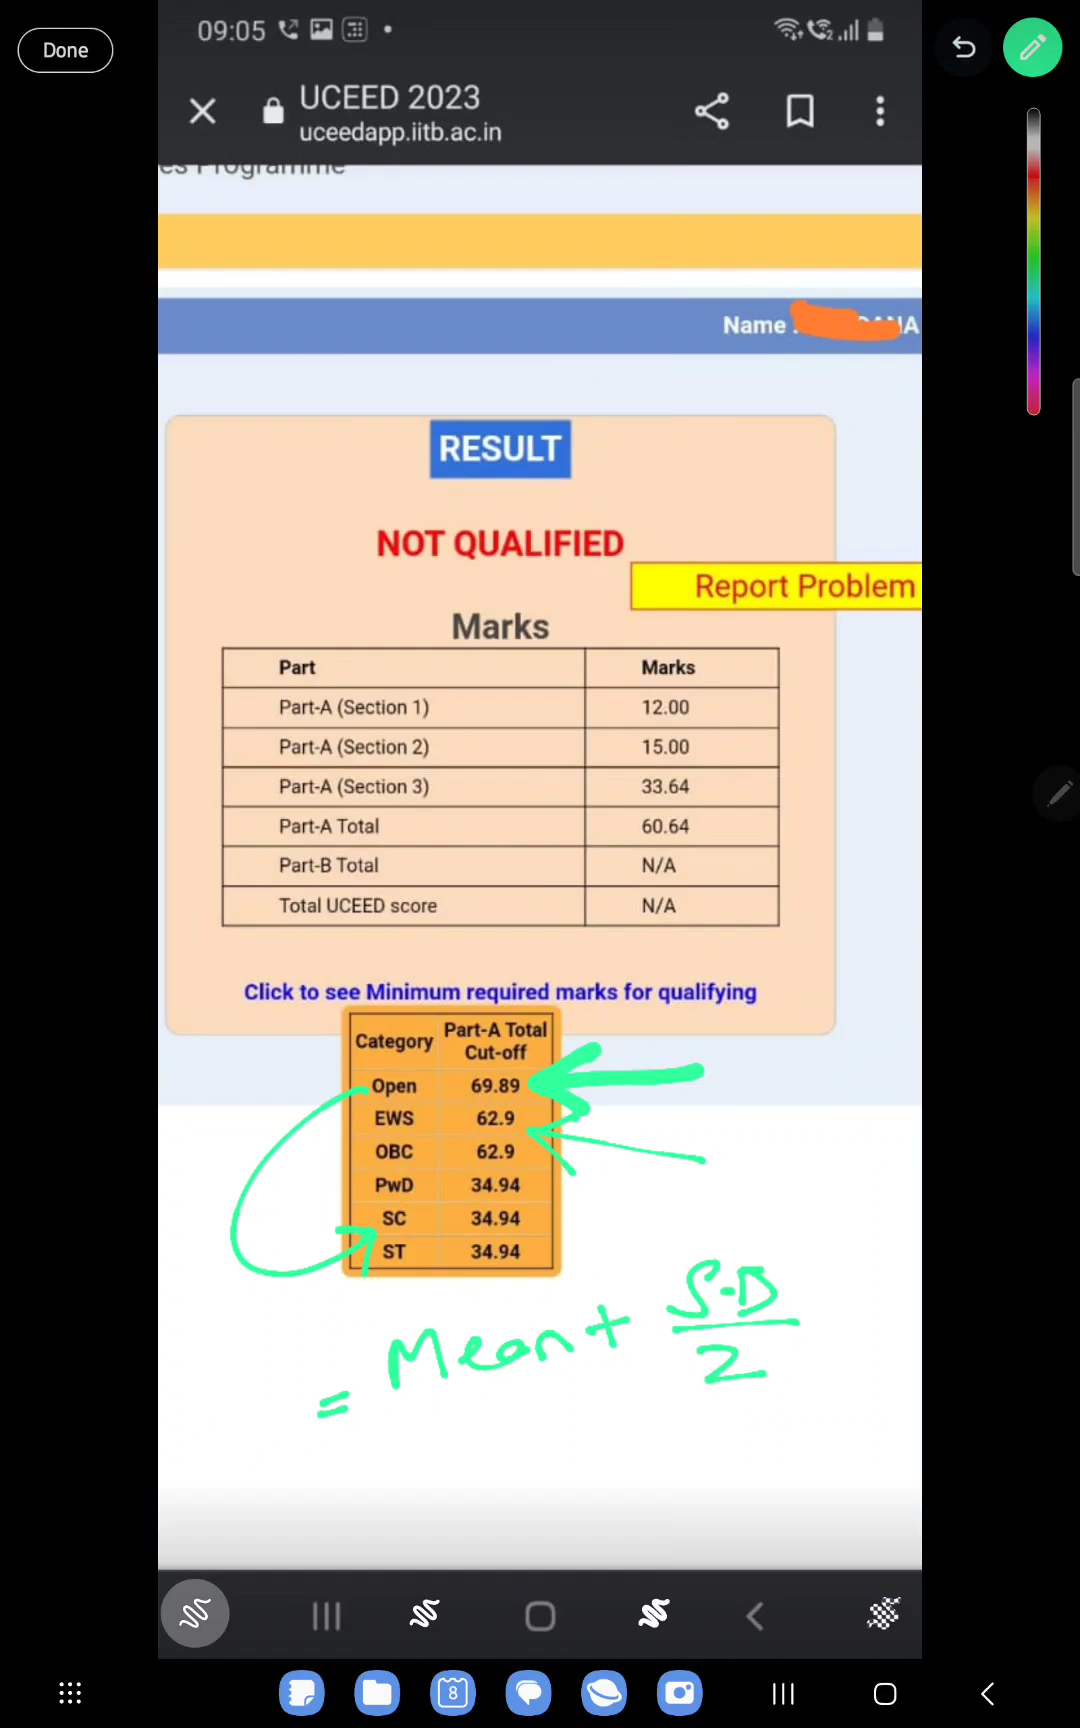 Done
09:05
UCEED 2023
uceedapp.iitb.ac.in
es Programme
Name :
RESULT
NOT QUALIFIED
Report Problem
Marks
Part Marks
Part-A (Section 1) 12.00
Part-A (Section 2) 15.00
Part-A (Section 3) 33.64
Part-A Total 60.64
Part-B Total N/A
Total UCEED score N/A
Click to see Minimum required marks for qualifying
Category Part-A Total Cut-off
Open 69.89
EWS 62.9
OBC 62.9
PwD 34.94
SC 34.94
ST 34.94
= Mean + S.D
2
8